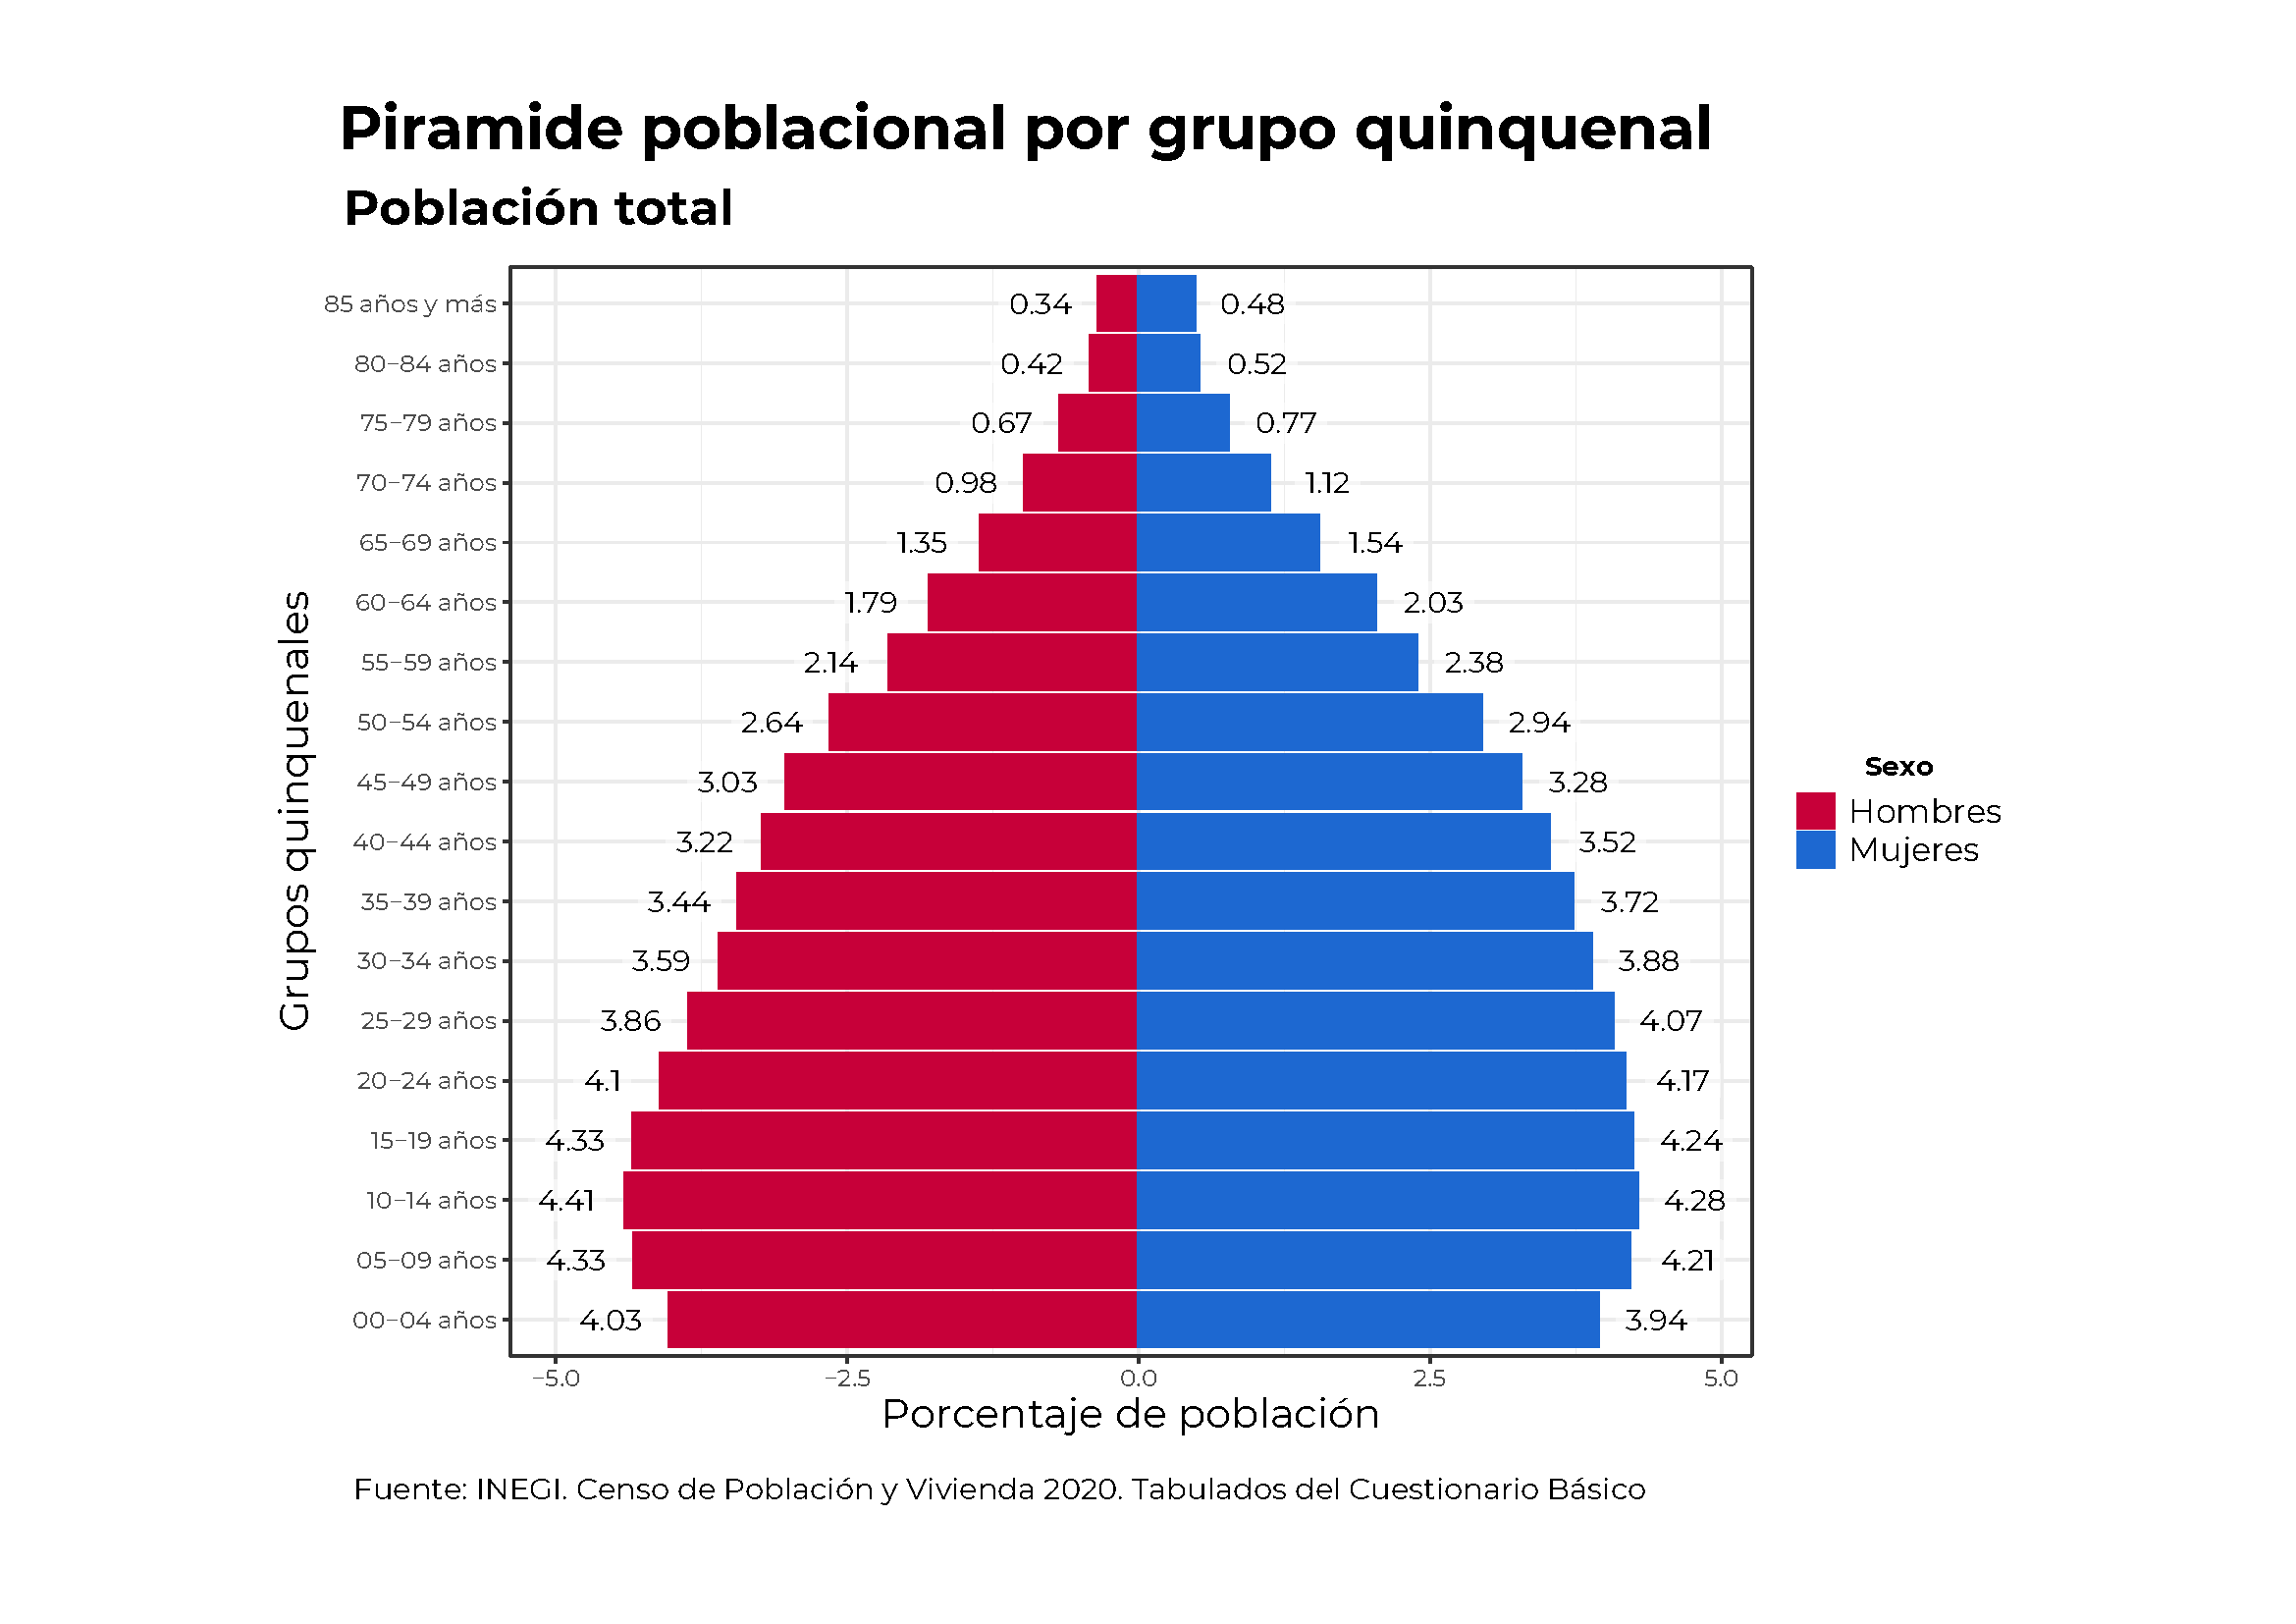 Piramide poblacional por grupo quinquenal
Población total
Grupos quinquenales
85 años y más 0.34 0.48
80−84 años 0.42 0.52
75−79 años 0.67 0.77
70−74 años 0.98 1.12
65−69 años 1.35 1.54
60−64 años 1.79 2.03
55−59 años 2.14 2.38
50−54 años 2.64 2.94
45−49 años 3.03 3.28
40−44 años 3.22 3.52
35−39 años 3.44 3.72
30−34 años 3.59 3.88
25−29 años 3.86 4.07
20−24 años 4.1 4.17
15−19 años 4.33 4.24
10−14 años 4.41 4.28
05−09 años 4.33 4.21
00−04 años 4.03 3.94
−5.0 −2.5 0.0 2.5 5.0
Porcentaje de población
Sexo
Hombres
Mujeres
Fuente: INEGI. Censo de Población y Vivienda 2020. Tabulados del Cuestionario Básico